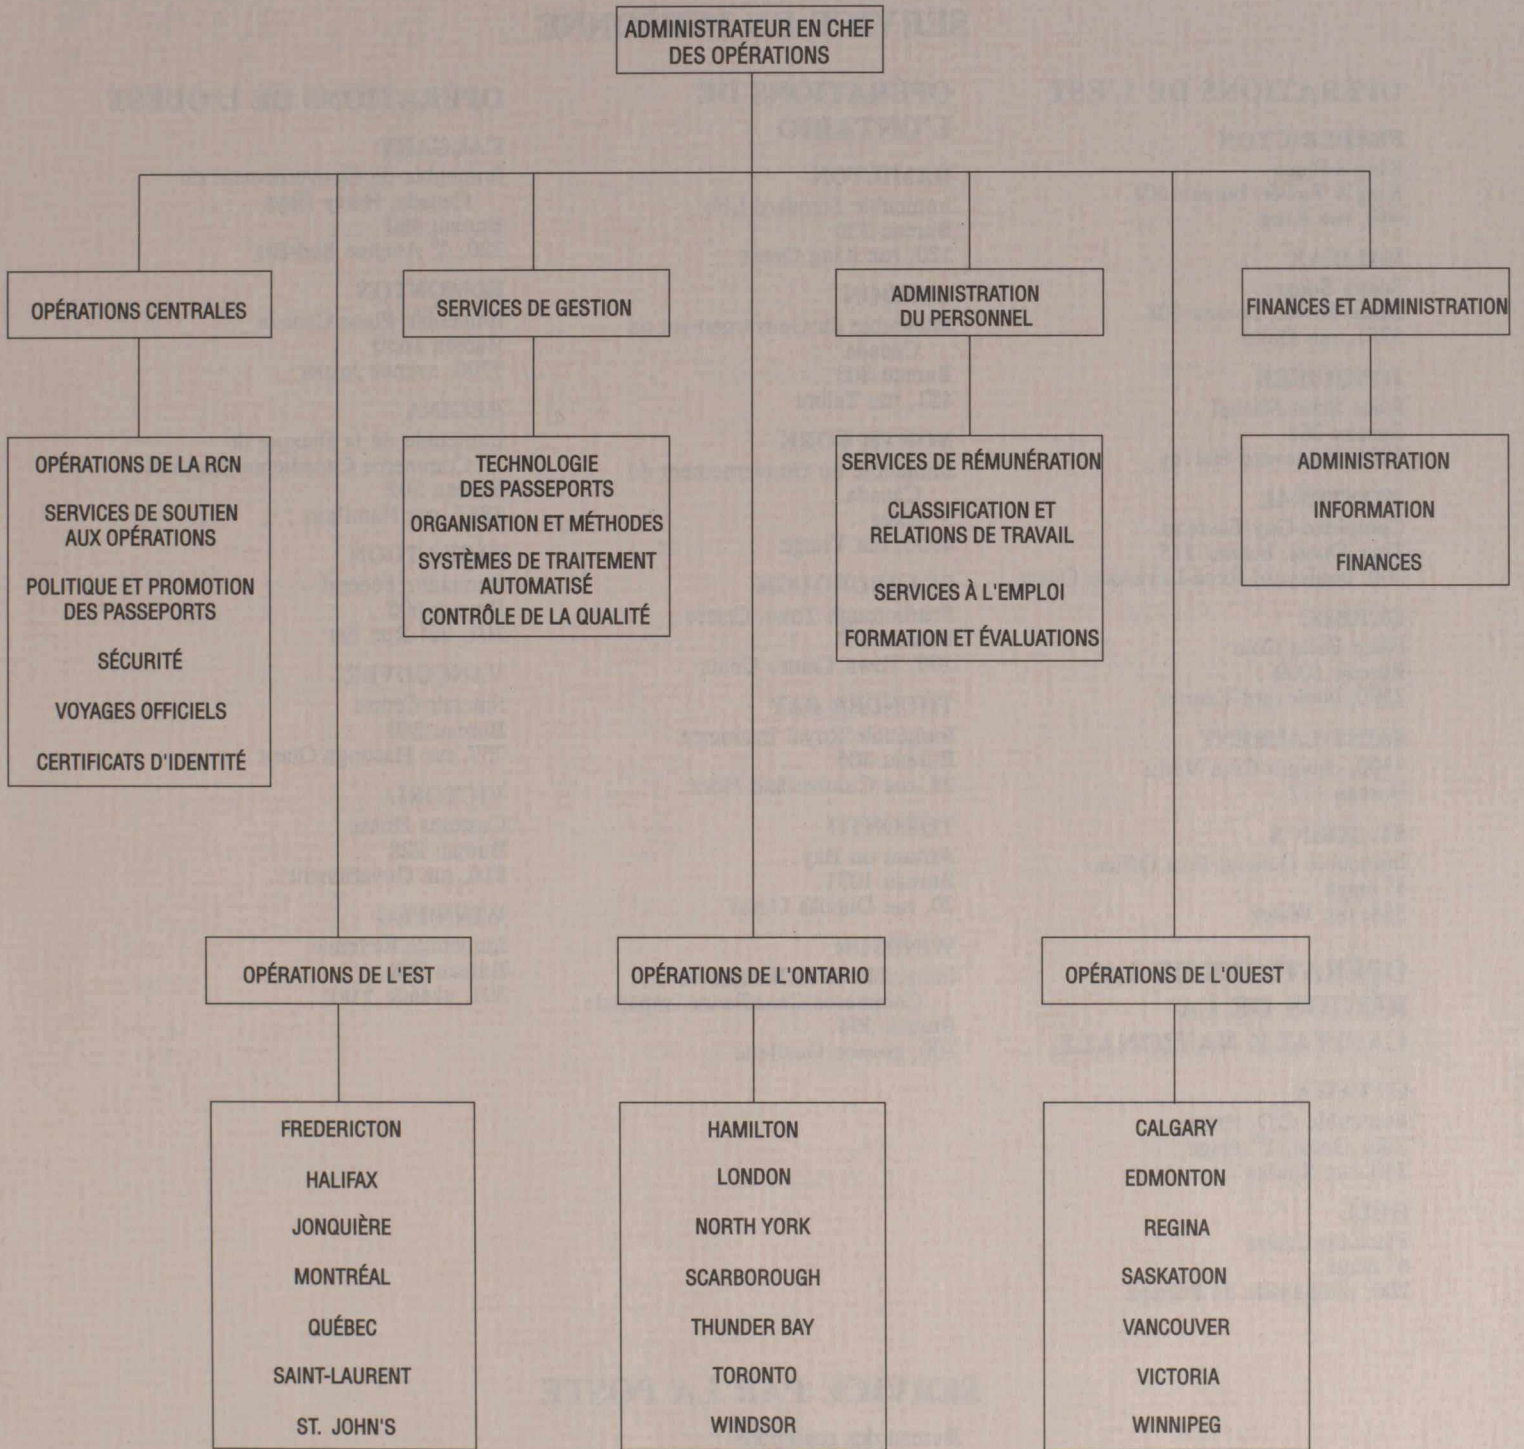 ADMINISTRATEUR EN CHEF
DES OPÉRATIONS
OPÉRATIONS CENTRALES
SERVICES DE GESTION
ADMINISTRATION
DU PERSONNEL
FINANCES ET ADMINISTRATION
OPÉRATIONS DE LA RCN
SERVICES DE SOUTIEN
AUX OPÉRATIONS
POLITIQUE ET PROMOTION
DES PASSEPORTS
SÉCURITÉ
VOYAGES OFFICIELS
CERTIFICATS D'IDENTITÉ
TECHNOLOGIE
DES PASSEPORTS
ORGANISATION ET MÉTHODES
SYSTÈMES DE TRAITEMENT
AUTOMATISÉ
CONTRÔLE DE LA QUALITÉ
SERVICES DE RÉMUNÉRATION
CLASSIFICATION ET
RELATIONS DE TRAVAIL
SERVICES À L'EMPLOI
FORMATION ET ÉVALUATIONS
ADMINISTRATION
INFORMATION
FINANCES
OPÉRATIONS DE L'EST
OPÉRATIONS DE L'ONTARIO
OPÉRATIONS DE L'OUEST
FREDERICTON
HALIFAX
JONQUIÈRE
MONTRÉAL
QUÉBEC
SAINT-LAURENT
ST. JOHN'S
HAMILTON
LONDON
NORTH YORK
SCARBOROUGH
THUNDER BAY
TORONTO
WINDSOR
CALGARY
EDMONTON
REGINA
SASKATOON
VANCOUVER
VICTORIA
WINNIPEG